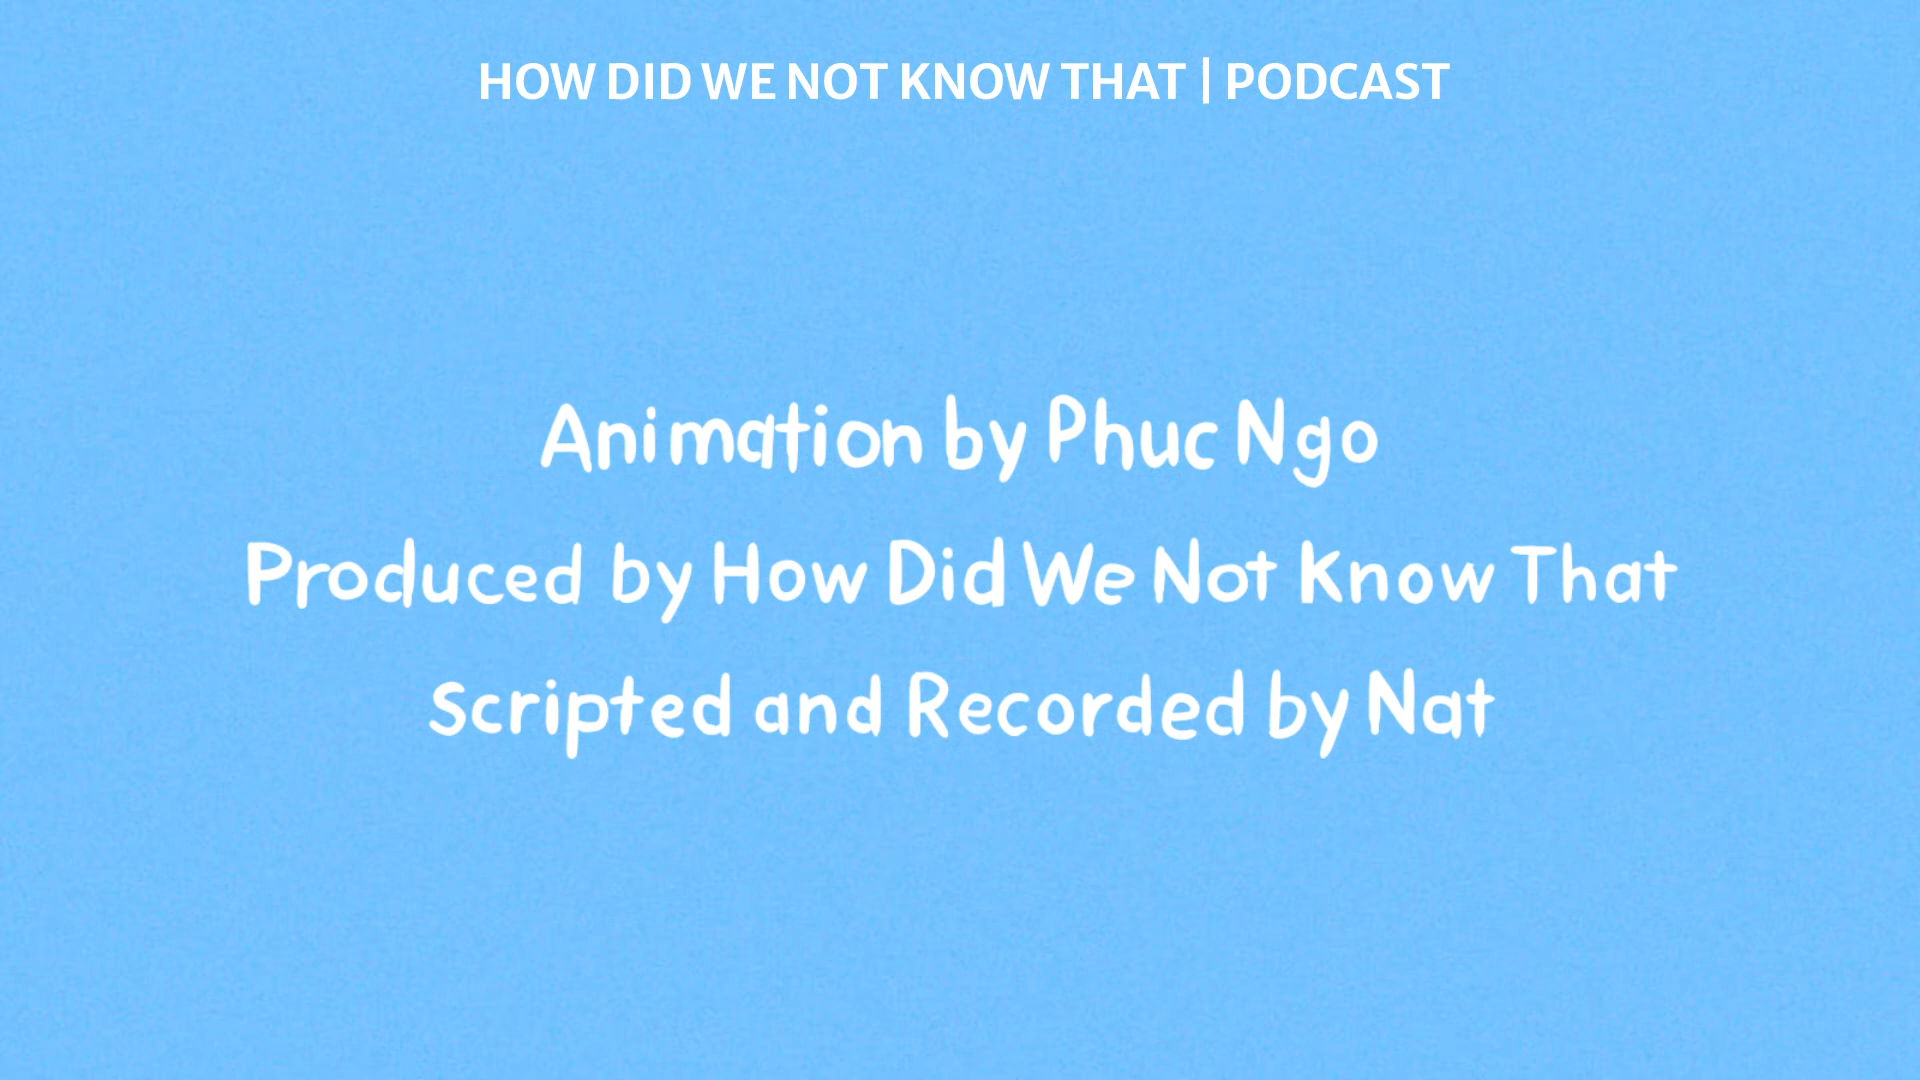 HOW DID WE NOT KNOW THAT | PODCAST
Animation by Phuc Ngo
Produced by How Did We Not Know That
Scripted and Recorded by Nat